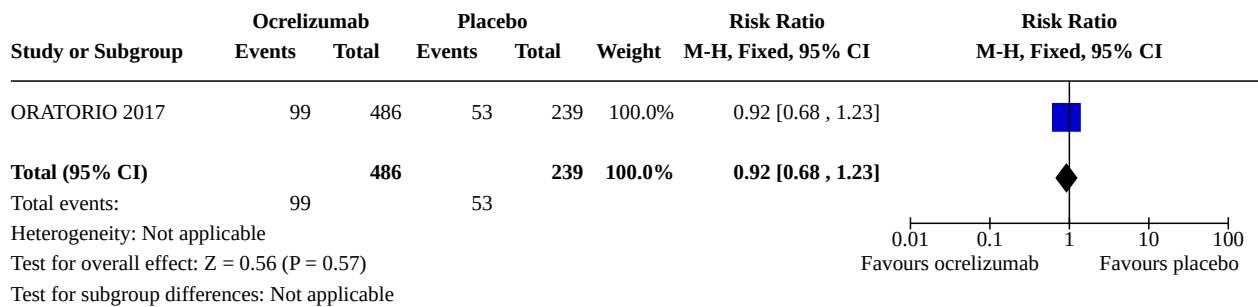 Ocrelizumab Placebo Risk Ratio Risk Ratio
Study or Subgroup Events Total Events Total Weight M-H, Fixed, 95% CI M-H, Fixed, 95% CI
ORATORIO 2017 99 486 53 239 100.0% 0.92 [0.68 , 1.23]
Total (95% CI) 486 239 100.0% 0.92 [0.68 , 1.23]
Total events: 99 53
Heterogeneity: Not applicable 0.01 0.1 1 10 100
Test for overall effect: Z = 0.56 (P = 0.57) Favours ocrelizumab Favours placebo
Test for subgroup differences: Not applicable